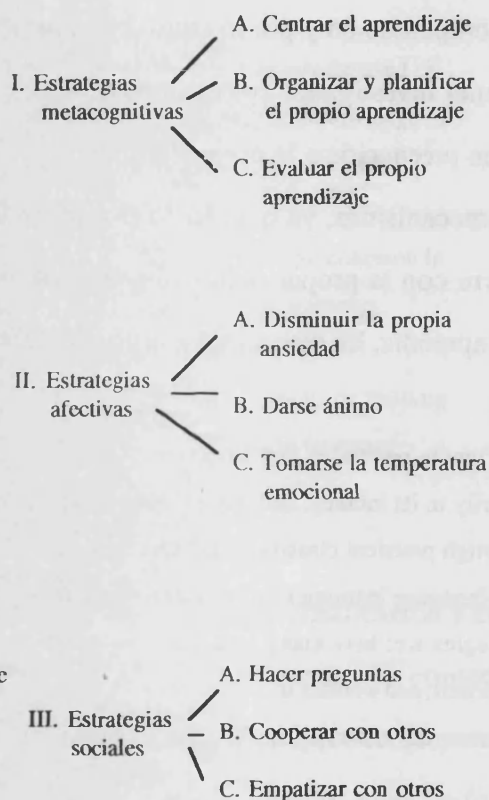 A. Centrar el aprendizaje
I. Estrategias
metacognitivas
B. Organizar y planificar
el propio aprendizaje
C. Evaluar el propio
aprendizaje
A. Disminuir la propia
ansiedad
II. Estrategias
afectivas
B. Darse ánimo
C. Tomarse la temperatura
emocional
A. Hacer preguntas
III. Estrategias
sociales
B. Cooperar con otros
C. Empatizar con otros